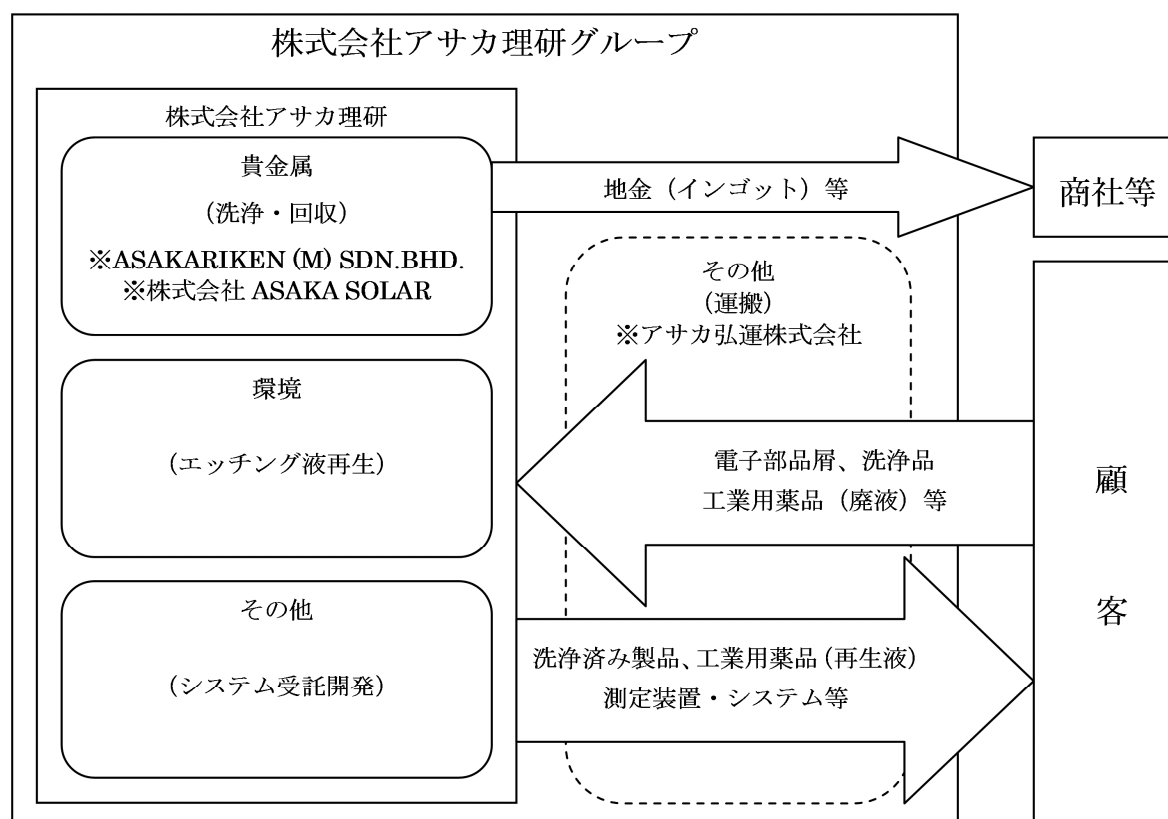 株式会社アサカ理研グループ
株式会社アサカ理研
貴金属
(洗浄・回収)
※ASAKARIKEN (M) SDN.BHD.
※株式会社 ASAKA SOLAR
地金（インゴット）等
商社等
その他
(運搬)
※アサカ弘運株式会社
環境
(エッチング液再生)
電子部品屑、洗浄品
工業用薬品（廃液）等
顧
客
その他
(システム受託開発)
洗浄済み製品、工業用薬品(再生液)
測定装置・システム等